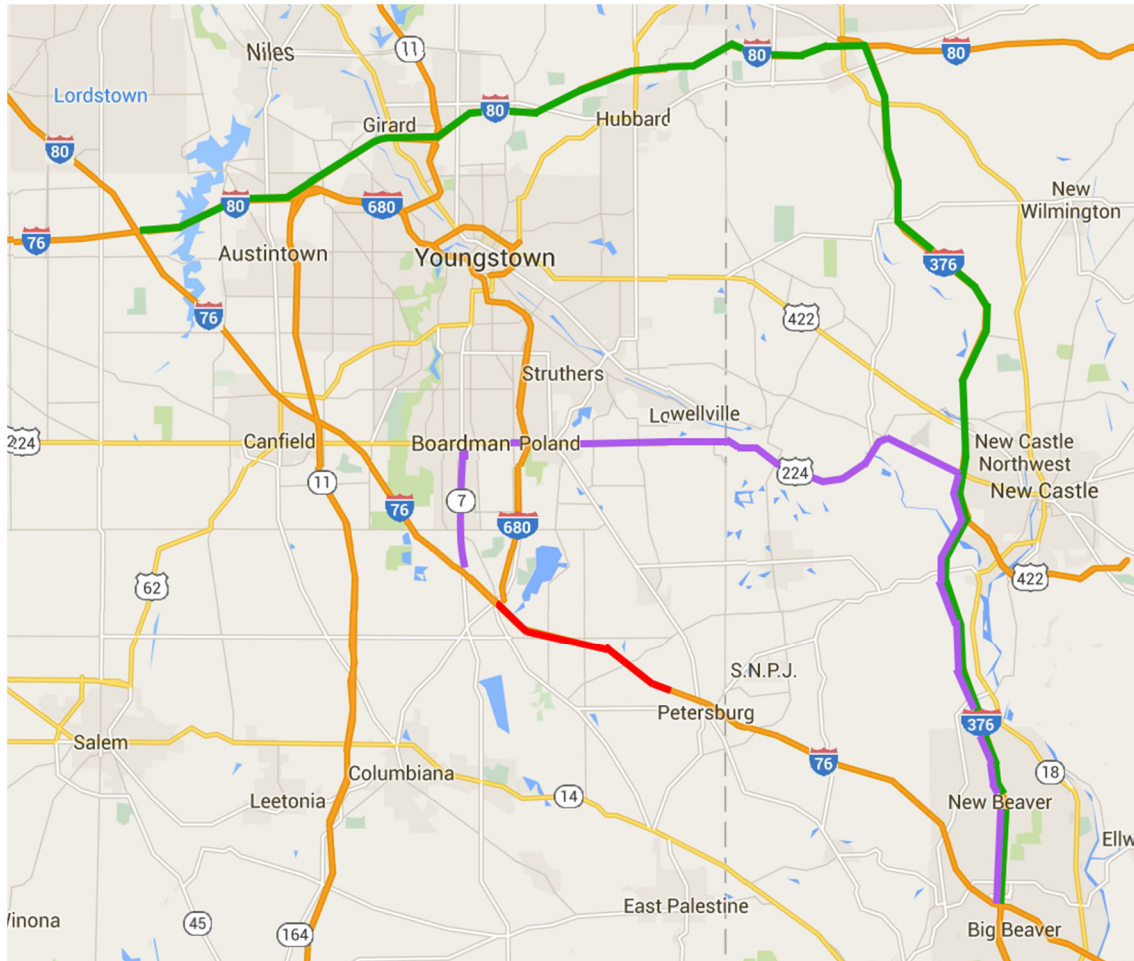 11
Niles
80
80
Lordstown
80
Girard
Hubbard
80
80
680
New
Wilmington
76
Austintown
Youngstown
376
76
422
Struthers
Lowellville
224
Canfield
Boardman
Poland
New Castle
Northwest
224
11
7
New Castle
76
680
422
62
S.N.P.J.
Petersburg
376
Salem
76
Columbiana
18
Leetonia
14
New Beaver
Ellw
East Palestine
Winona
45
164
Big Beaver